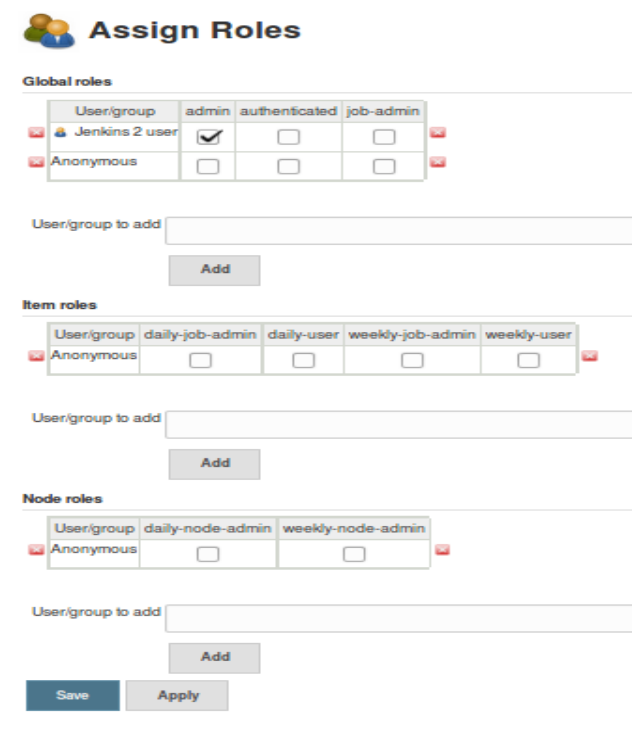 Assign Roles
Global roles
User/group admin authenticated job-admin
Jenkins 2 user
Anonymous
User/group to add
Add
Item roles
User/group daily-job-admin daily-user weekly-job-admin weekly-user
Anonymous
User/group to add
Add
Node roles
User/group daily-node-admin weekly-node-admin
Anonymous
User/group to add
Add
Save Apply